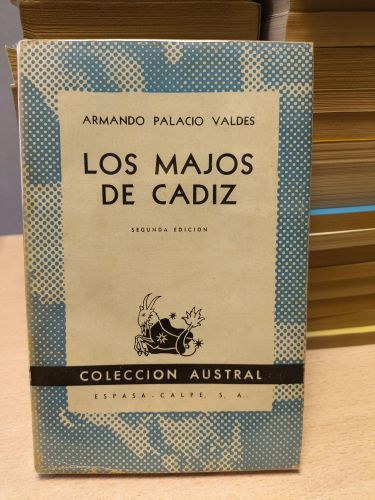 ARMANDO PALACIO VALDES
LOS MAJOS
DE CADIZ
SEGUNDA EDICION
COLECCION AUSTRAL
ESPASA-CALPE, S. A.